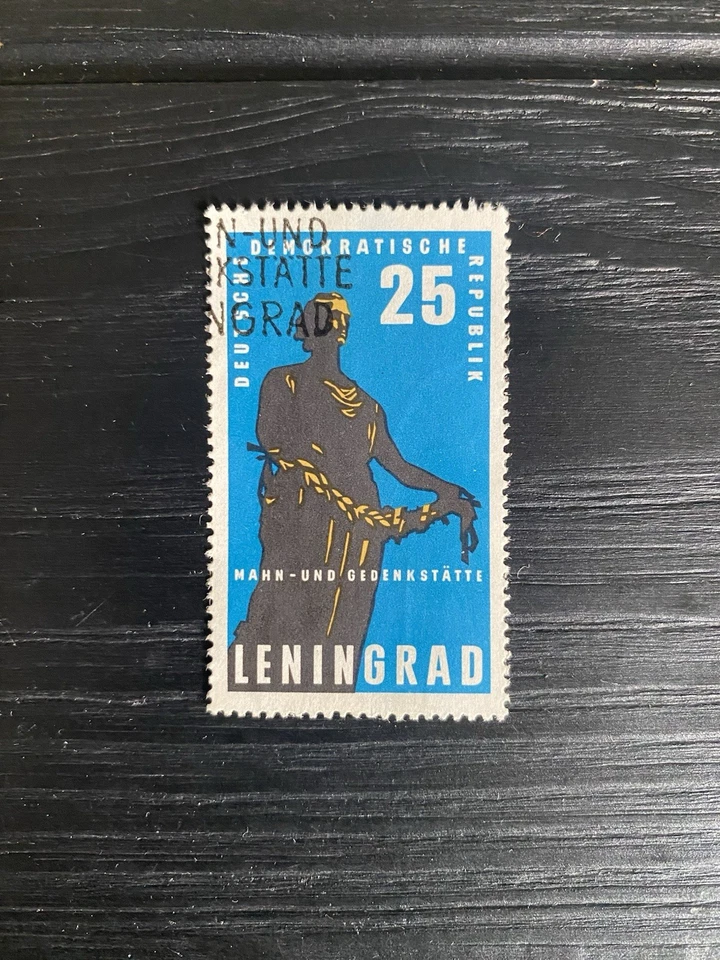 N-UND
KSTÄTTE
NGRAD
DEUTSCHE
DEMOKRATISCHE
REPUBLIK
25
MAHN-UND GEDENKSTÄTTE
LENINGRAD